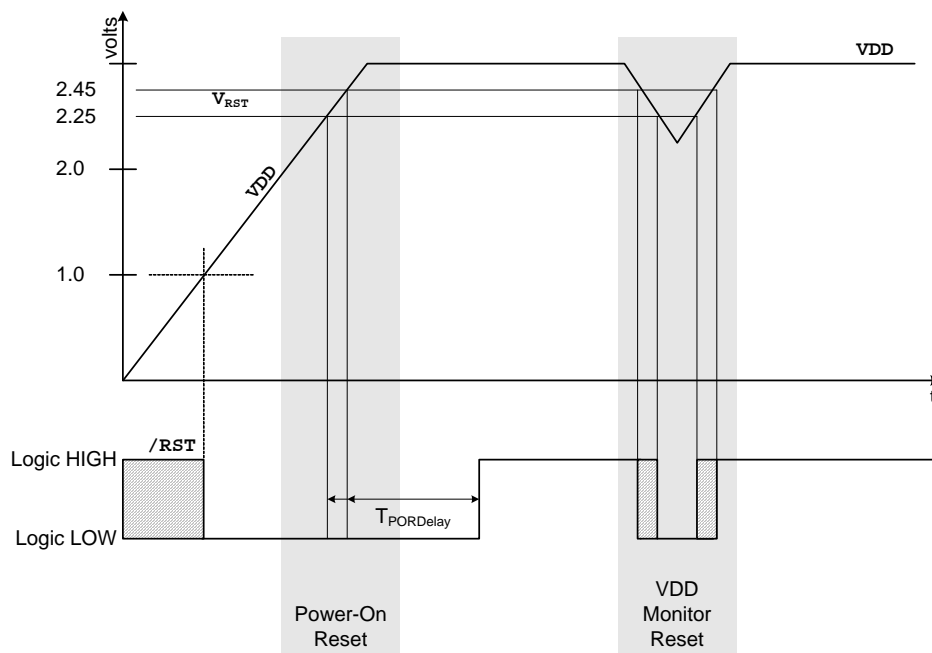 volts
VDD
2.45
V_RST
2.25
2.0
VDD
1.0
t
/RST
Logic HIGH
T_PORDelay
Logic LOW
Power-On
Reset
VDD
Monitor
Reset